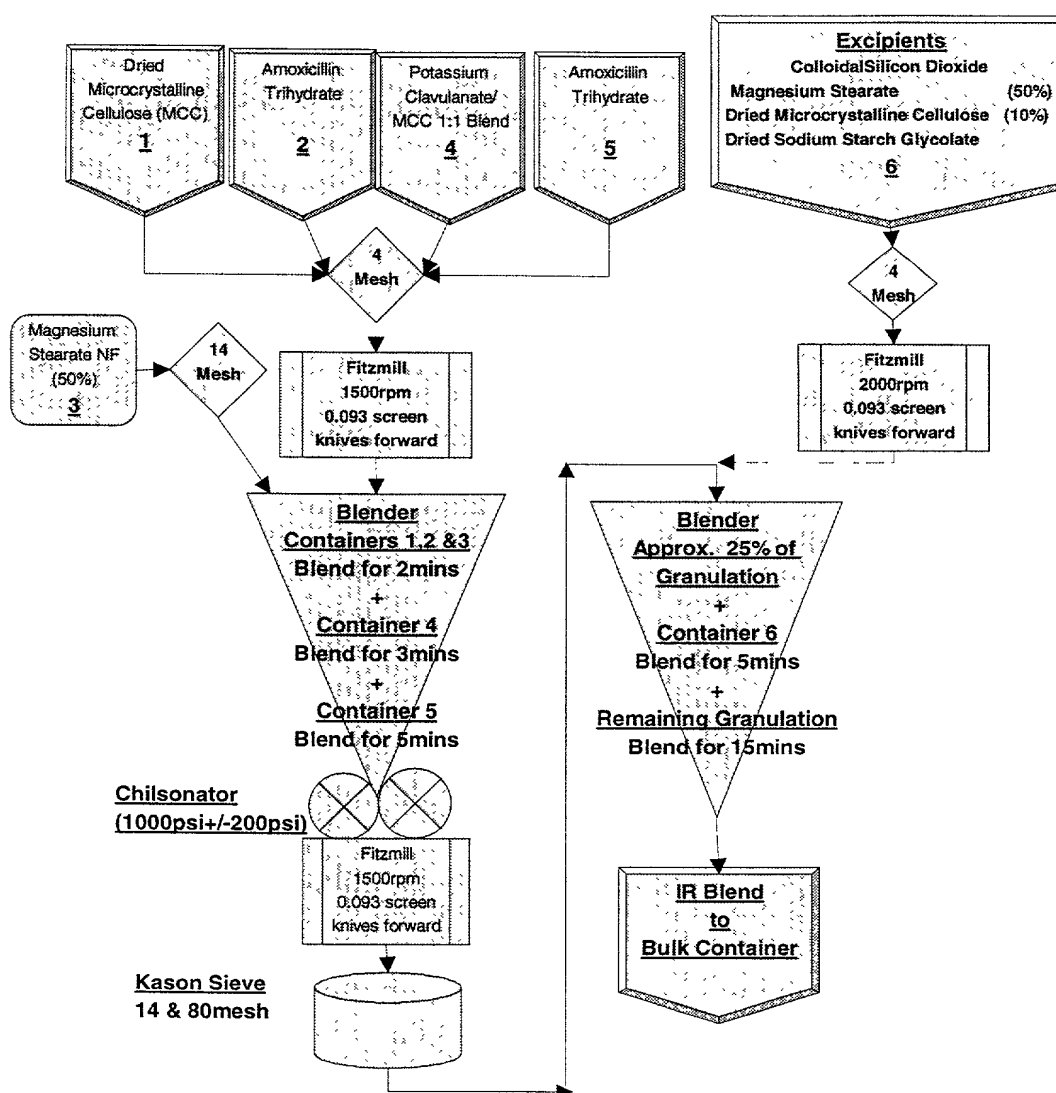 Dried
Microcrystalline
Cellulose (MCC)
1
Amoxicillin
Trihydrate
2
Potassium
Clavulanate/
MCC 1:1 Blend
4
Amoxicillin
Trihydrate
5
Excipients
ColloidalSilicon Dioxide
Magnesium Stearate (50%)
Dried Microcrystalline Cellulose (10%)
Dried Sodium Starch Glycolate
6
4
Mesh
4
Mesh
Magnesium
Stearate NF
(50%)
3
14
Mesh
Fitzmill
1500rpm
0.093 screen
knives forward
Fitzmill
2000rpm
0.093 screen
knives forward
Blender
Containers 1,2 &3
Blend for 2mins
+
Container 4
Blend for 3mins
+
Container 5
Blend for 5mins
Blender
Approx. 25% of
Granulation
+
Container 6
Blend for 5mins
+
Remaining Granulation
Blend for 15mins
Chilsonator
(1000psi+/-200psi)
Fitzmill
1500rpm
0.093 screen
knives forward
Kason Sieve
14 & 80mesh
IR Blend
to
Bulk Container